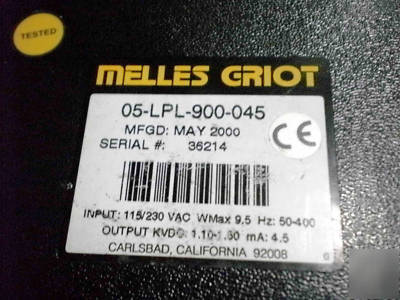 TESTED
MELLES GRIOT
05-LPL-900-045
MFGD: MAY 2000
SERIAL #: 36214
CE
INPUT: 115/230 VAC WMax 9,5 Hz: 50-400
OUTPUT KVDC: 1.10-1.60 mA: 4.5
CARLSBAD, CALIFORNIA 92008